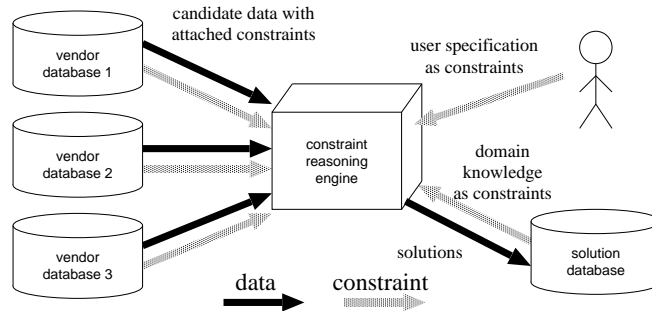 candidate data with
attached constraints
vendor
database 1
user specification
as constraints
vendor
database 2
constraint
reasoning
engine
domain
knowledge
as constraints
vendor
database 3
solutions
solution
database
data
constraint